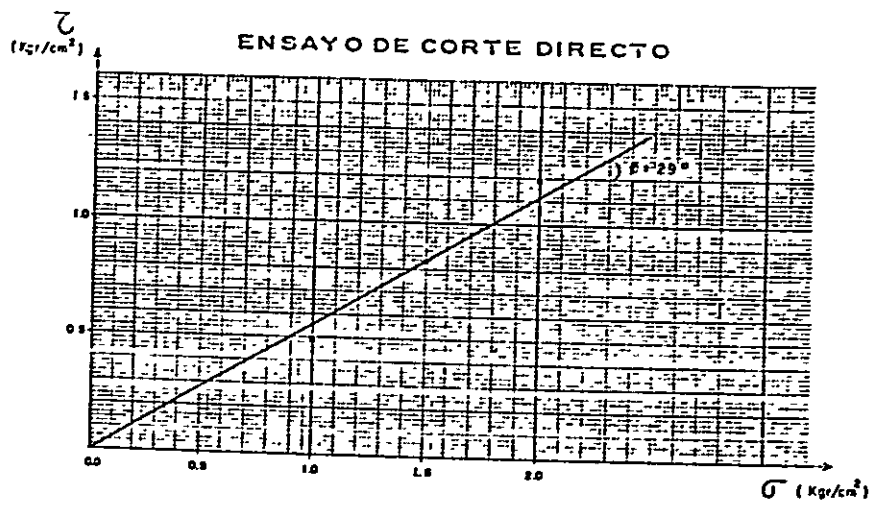 τ
(Kgr/cm²)
ENSAYO DE CORTE DIRECTO
1.5
1.0
0.5
29°
0.0 0.5 1.0 1.5 2.0
σ (Kgr/cm²)